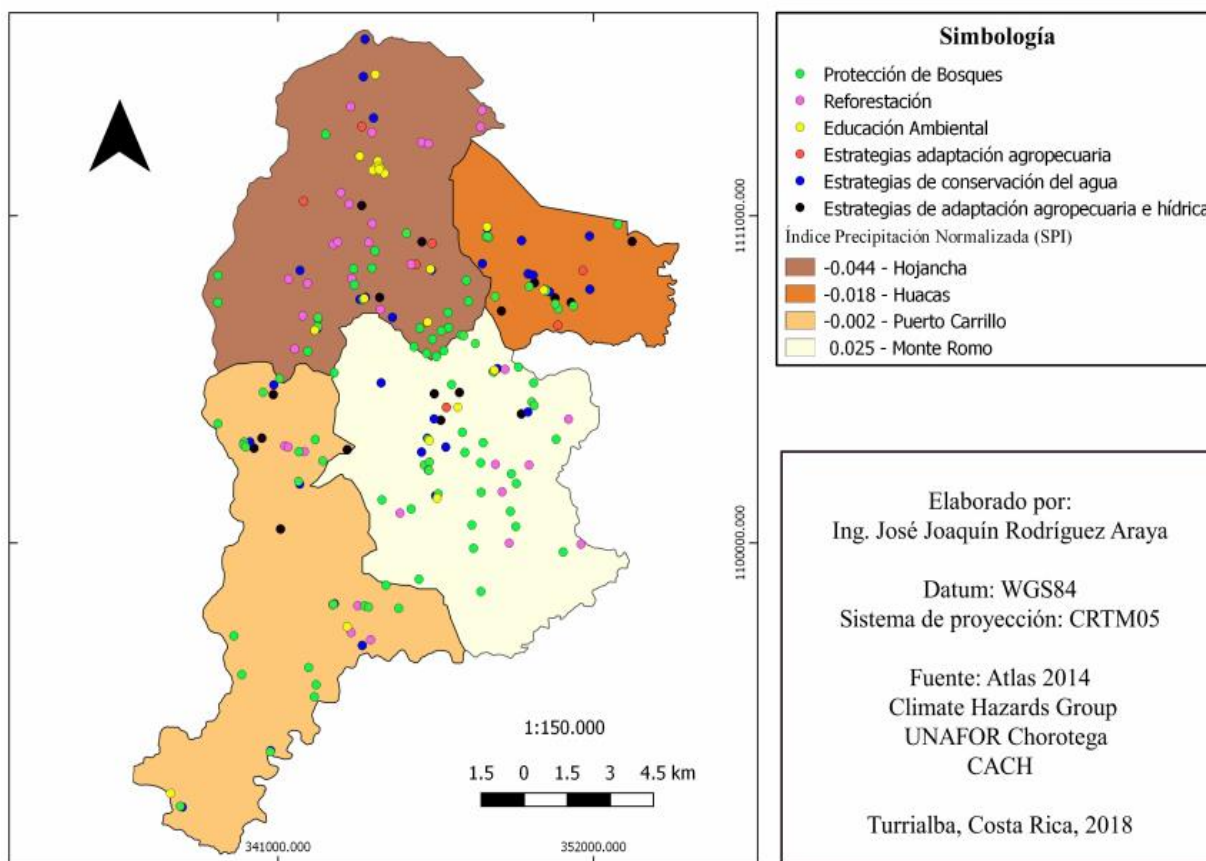 Simbología
Protección de Bosques
Reforestación
Educación Ambiental
Estrategias adaptación agropecuaria
Estrategias de conservación del agua
Estrategias de adaptación agropecuaria e hídrica
Índice Precipitación Normalizada (SPI)
-0.044 - Hojancha
-0.018 - Huacas
-0.002 - Puerto Carrillo
0.025 - Monte Romo
1111000.000
1100000.000
1:150.000
1.5 0 1.5 3 4.5 km
341000.000 352000.000
Elaborado por:
Ing. José Joaquín Rodríguez Araya
Datum: WGS84
Sistema de proyección: CRTM05
Fuente: Atlas 2014
Climate Hazards Group
UNAFOR Chorotega
CACH
Turrialba, Costa Rica, 2018